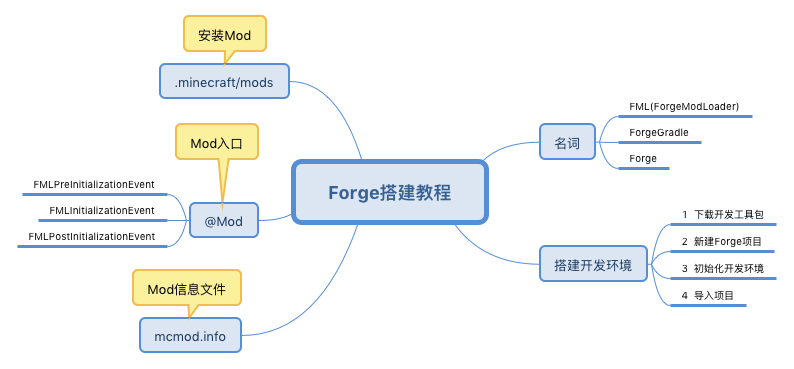 Forge搭建教程
名词
FML(ForgeModLoader)
ForgeGradle
Forge
搭建开发环境
1 下载开发工具包
2 新建Forge项目
3 初始化开发环境
4 导入项目
安装Mod
.minecraft/mods
Mod入口
@Mod
FMLPreInitializationEvent
FMLInitializationEvent
FMLPostInitializationEvent
Mod信息文件
mcmod.info